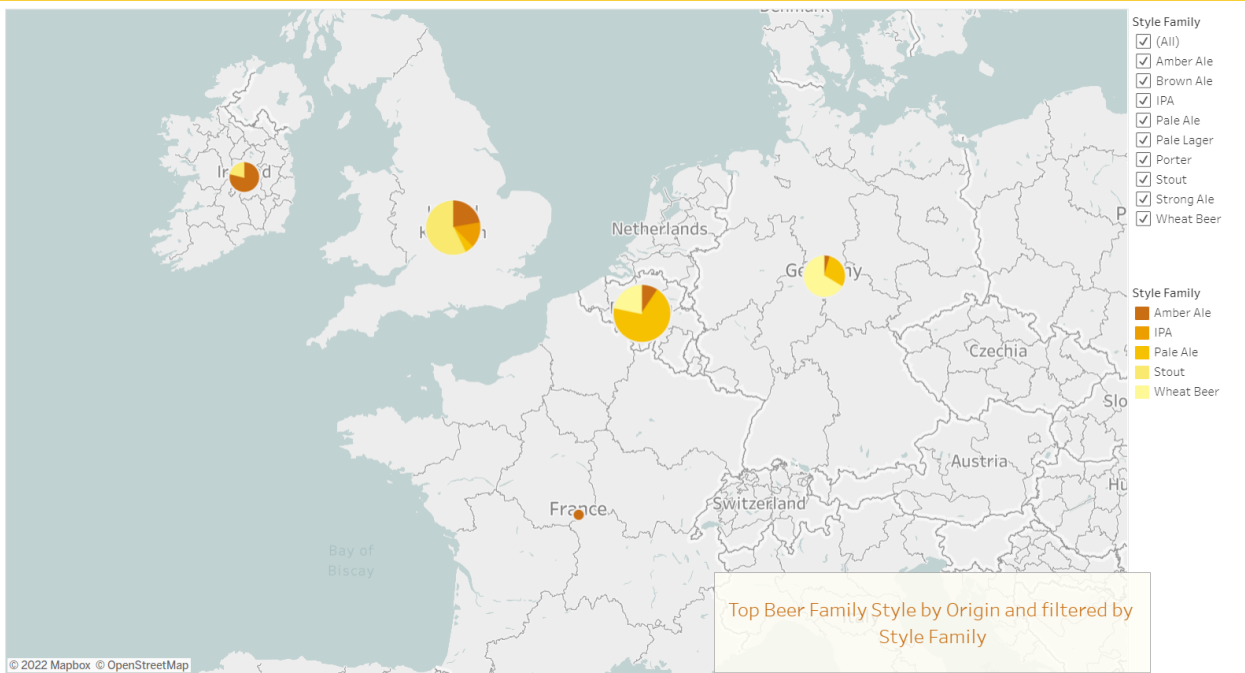 Denmark
Style Family
(All)
Amber Ale
Brown Ale
IPA
Pale Ale
Pale Lager
Porter
Stout
Strong Ale
Wheat Beer
Netherlands
Style Family
Amber Ale
IPA
Pale Ale
Stout
Wheat Beer
Czechia
Slo
Austria
Hu
Switzerland
France
Bay of
Biscay
Top Beer Family Style by Origin and filtered by
Style Family
© 2022 Mapbox © OpenStreetMap